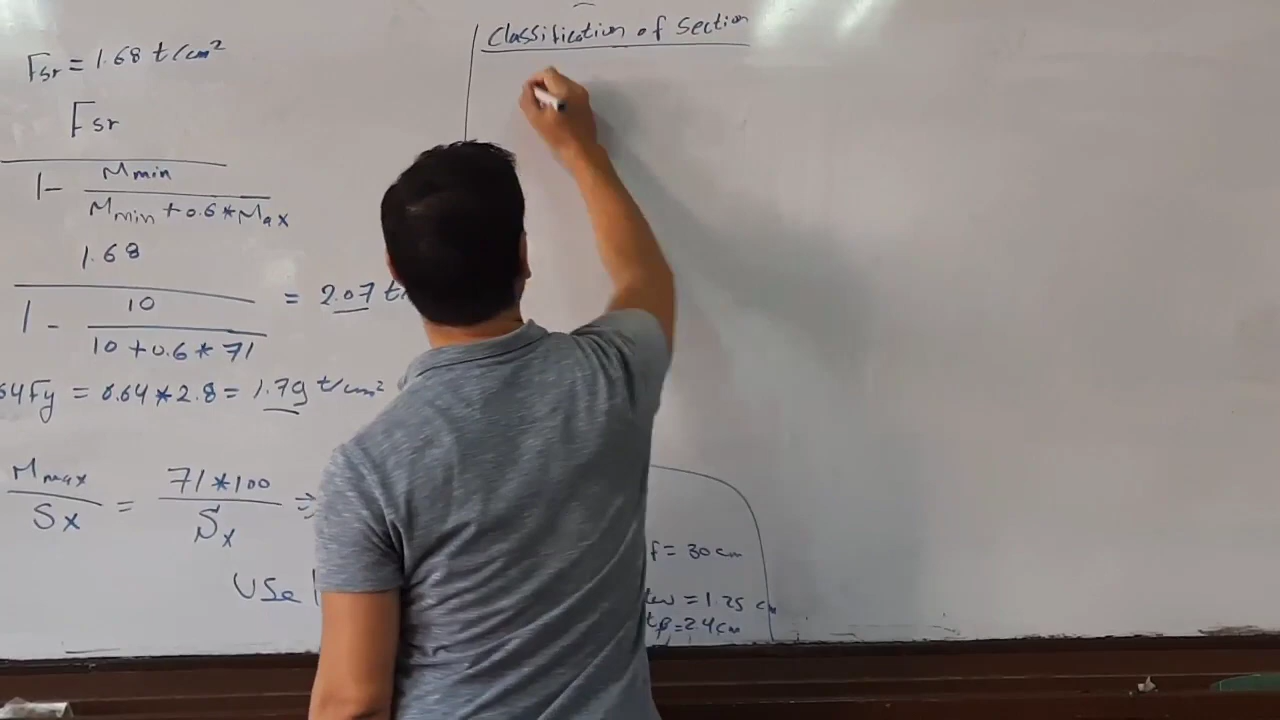 Fsr = 1.68 t/cm²
Fsr
1- Mmin
Mmin + 0.6 * Max
1.68
1 - 10 = 2.07 t/
10 + 0.6 * 71
64Fy = 0.64 * 2.8 = 1.79 t/cm²
Mmax = 71 * 100 ⇒
Sx Sx
Use
Classification of Section
f = 30 cm
tw = 1.25 cm
= 2.4 cm